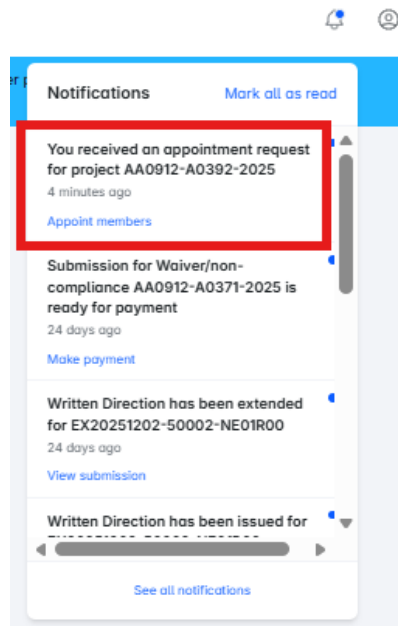 Notifications
Mark all as read
You received an appointment request
for project AA0912-A0392-2025
4 minutes ago
Appoint members
Submission for Waiver/non-
compliance AA0912-A0371-2025 is
ready for payment
24 days ago
Make payment
Written Direction has been extended
for EX20251202-50002-NE01R00
24 days ago
View submission
Written Direction has been issued for
See all notifications